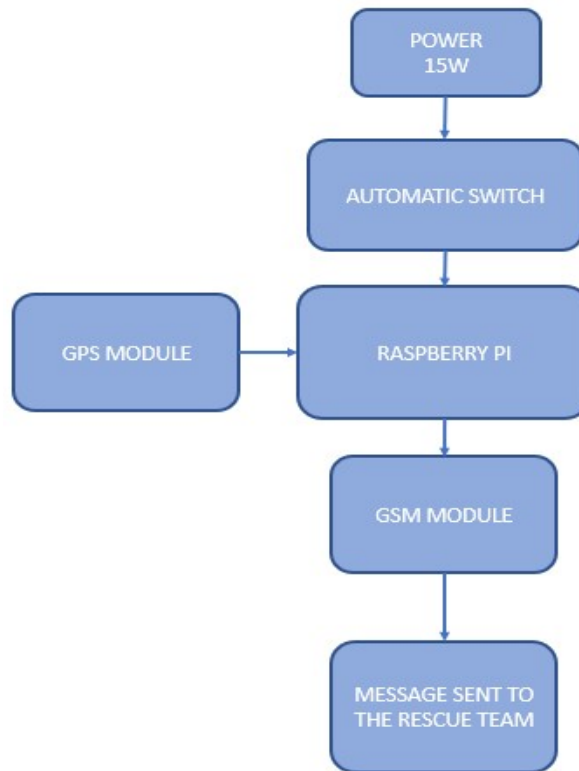 POWER
15W
AUTOMATIC SWITCH
GPS MODULE
RASPBERRY PI
GSM MODULE
MESSAGE SENT TO
THE RESCUE TEAM